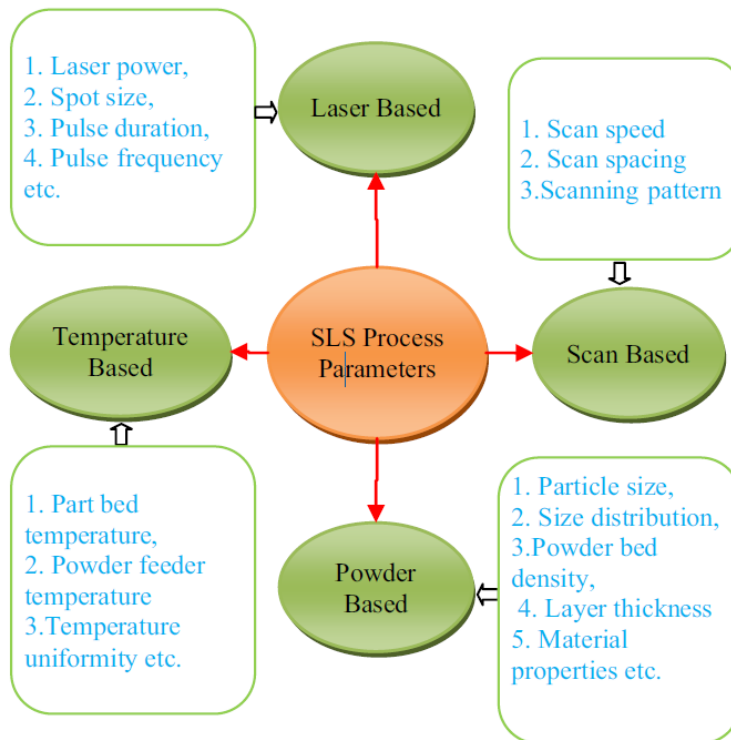 1. Laser power,
2. Spot size,
3. Pulse duration,
4. Pulse frequency
etc.
Laser Based
1. Scan speed
2. Scan spacing
3.Scanning pattern
Temperature
Based
SLS Process
Parameters
Scan Based
1. Part bed
temperature,
2. Powder feeder
temperature
3.Temperature
uniformity etc.
Powder
Based
1. Particle size,
2. Size distribution,
3.Powder bed
density,
4. Layer thickness
5. Material
properties etc.